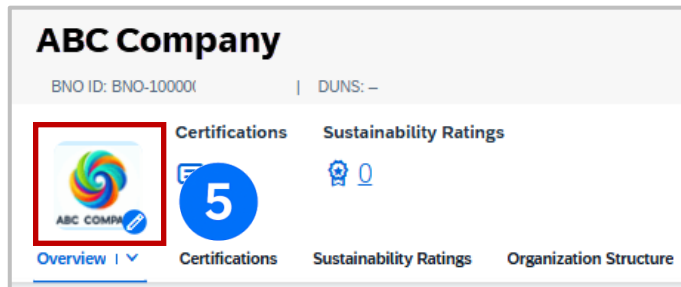 ABC Company
BNO ID: BNO-10000 | DUNS: –
Certifications Sustainability Ratings
5 0
ABC
Overview Certifications Sustainability Ratings Organization Structure